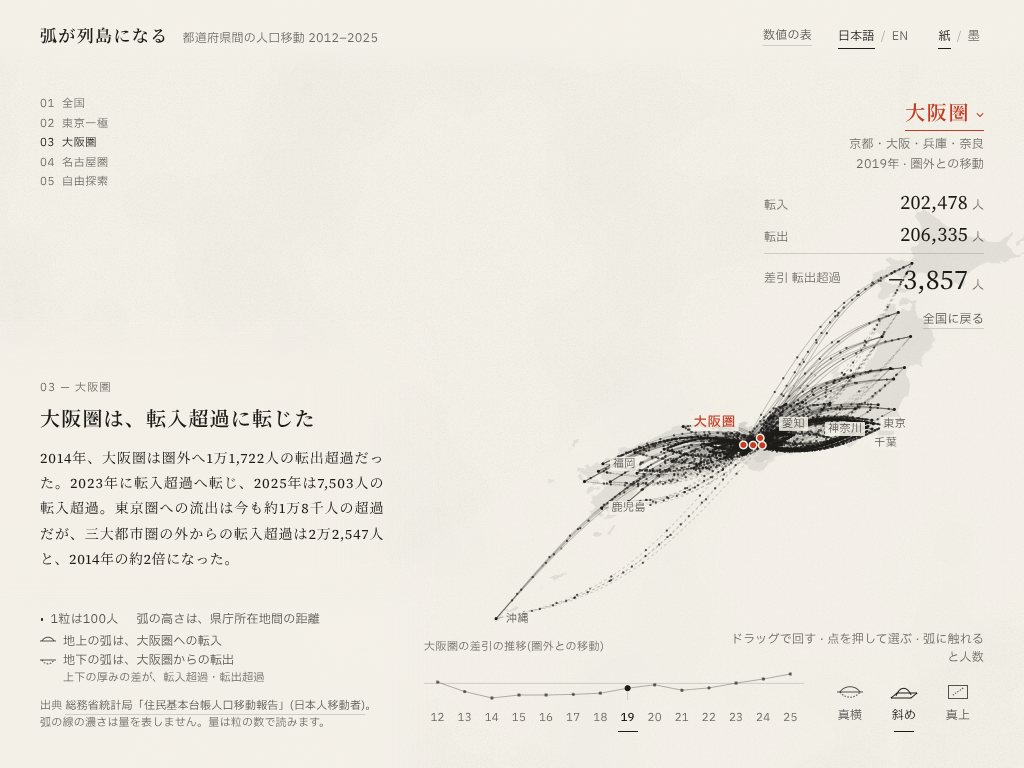 弧が列島になる 都道府県間の人口移動 2012–2025
数値の表 日本語 / EN 紙 / 墨
01 全国
02 東京一極
03 大阪圏
04 名古屋圏
05 自由探索
大阪圏
京都・大阪・兵庫・奈良
2019年・圏外との移動
転入 202,478 人
転出 206,335 人
差引 転出超過 −3,857 人
全国に戻る
大阪圏
愛知
神奈川
東京
千葉
福岡
鹿児島
沖縄
03 — 大阪圏
大阪圏は、転入超過に転じた
2014年、大阪圏は圏外へ1万1,722人の転出超過だっ
た。2023年に転入超過へ転じ、2025年は7,503人の
転入超過。東京圏への流出は今も約1万8千人の超過
だが、三大都市圏の外からの転入超過は2万2,547人
と、2014年の約2倍になった。
1粒は100人 弧の高さは、県庁所在地間の距離
地上の弧は、大阪圏への転入
地下の弧は、大阪圏からの転出
上下の厚みの差が、転入超過・転出超過
出典 総務省統計局「住民基本台帳人口移動報告」(日本人移動者)。
弧の線の濃さは量を表しません。量は粒の数で読みます。
大阪圏の差引の推移(圏外との移動)
12 13 14 15 16 17 18 19 20 21 22 23 24 25
ドラッグで回す・点を押して選ぶ・弧に触れる
と人数
真横 斜め 真上